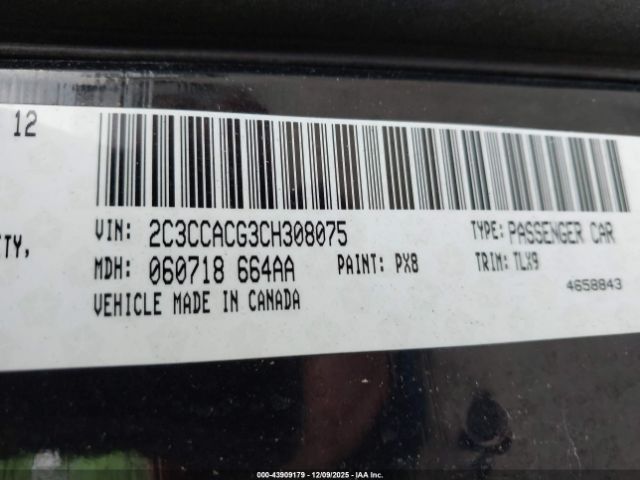 12
ITY,
VIN: 2C3CCACG3CH308075 TYPE: PASSENGER CAR
MDH: 060718 664AA PAINT: PX8 TRIM: TLX9
4658843
VEHICLE MADE IN CANADA
000-43909179 - 12/09/2025 - IAA Inc.